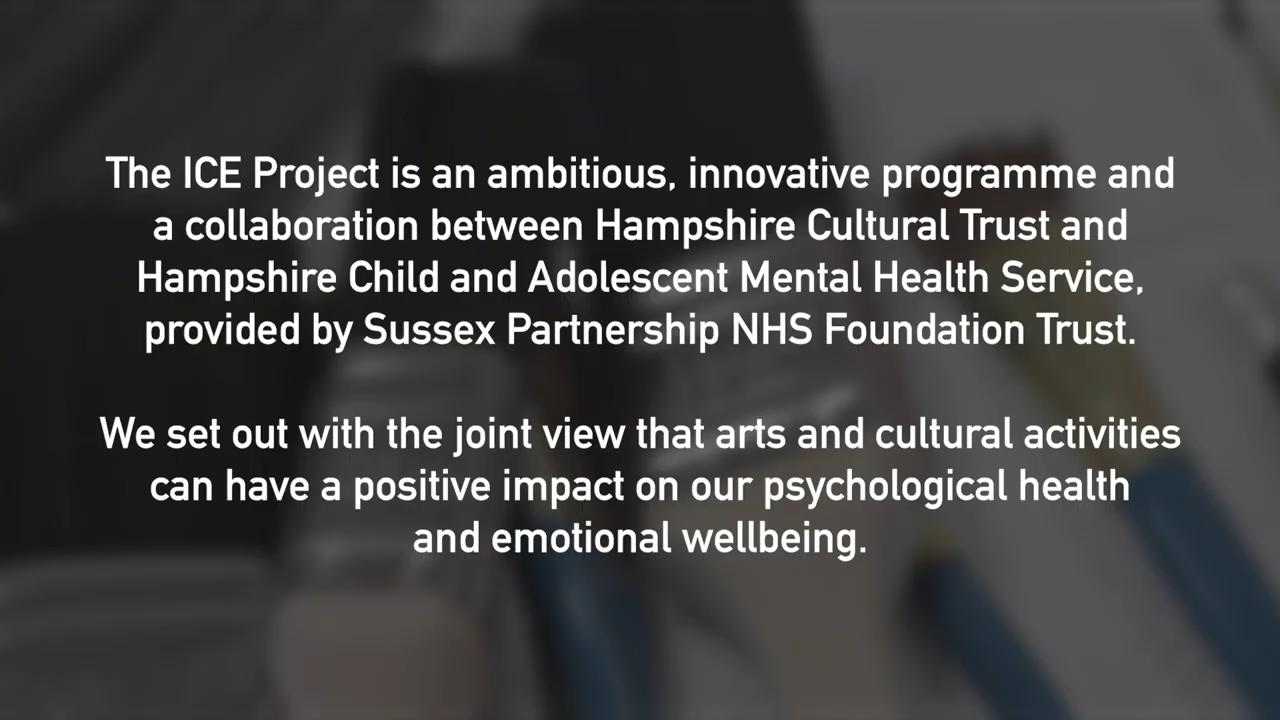 The ICE Project is an ambitious, innovative programme and
a collaboration between Hampshire Cultural Trust and
Hampshire Child and Adolescent Mental Health Service,
provided by Sussex Partnership NHS Foundation Trust.
We set out with the joint view that arts and cultural activities
can have a positive impact on our psychological health
and emotional wellbeing.